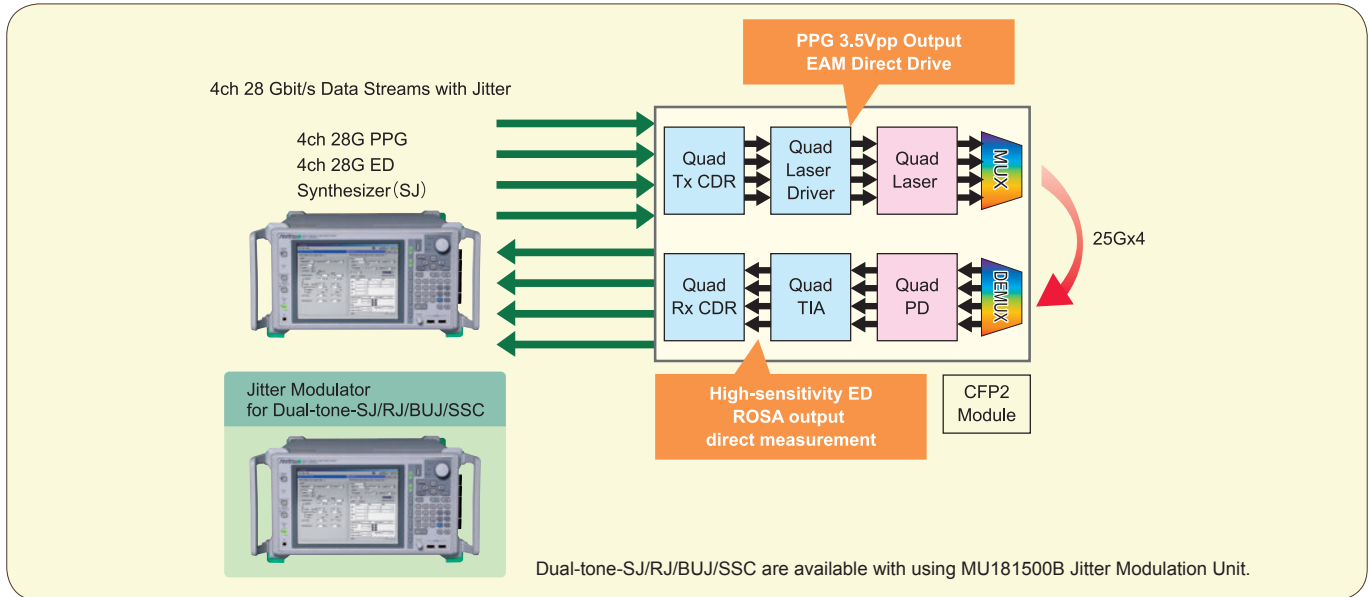 PPG 3.5Vpp Output
EAM Direct Drive
4ch 28 Gbit/s Data Streams with Jitter
4ch 28G PPG
4ch 28G ED
Synthesizer（SJ）
Quad
Tx CDR
Quad
Laser
Driver
Quad
Laser
MUX
25Gx4
Quad
Rx CDR
Quad
TIA
Quad
PD
DEMUX
High-sensitivity ED
ROSA output
direct measurement
CFP2
Module
Jitter Modulator
for Dual-tone-SJ/RJ/BUJ/SSC
Dual-tone-SJ/RJ/BUJ/SSC are available with using MU181500B Jitter Modulation Unit.